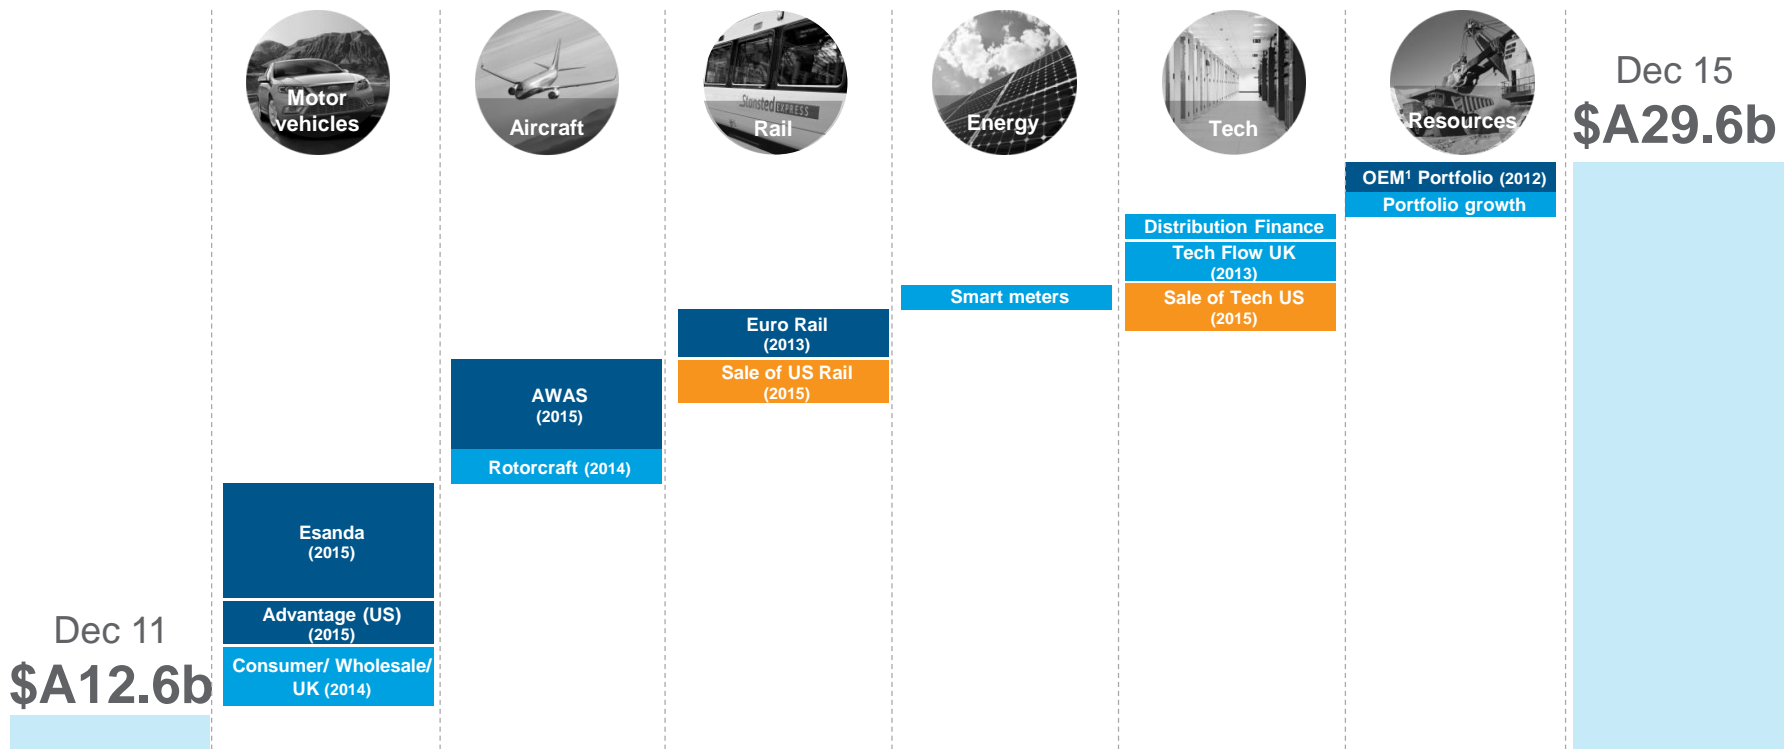 Motor
vehicles
Aircraft
Stansted EXPRESS
Rail
Energy
Tech
Resources
Dec 15
$A29.6b
OEM¹ Portfolio (2012)
Portfolio growth
Distribution Finance
Tech Flow UK
(2013)
Sale of Tech US
(2015)
Smart meters
Euro Rail
(2013)
Sale of US Rail
(2015)
AWAS
(2015)
Rotorcraft (2014)
Esanda
(2015)
Advantage (US)
(2015)
Consumer/ Wholesale/
UK (2014)
Dec 11
$A12.6b